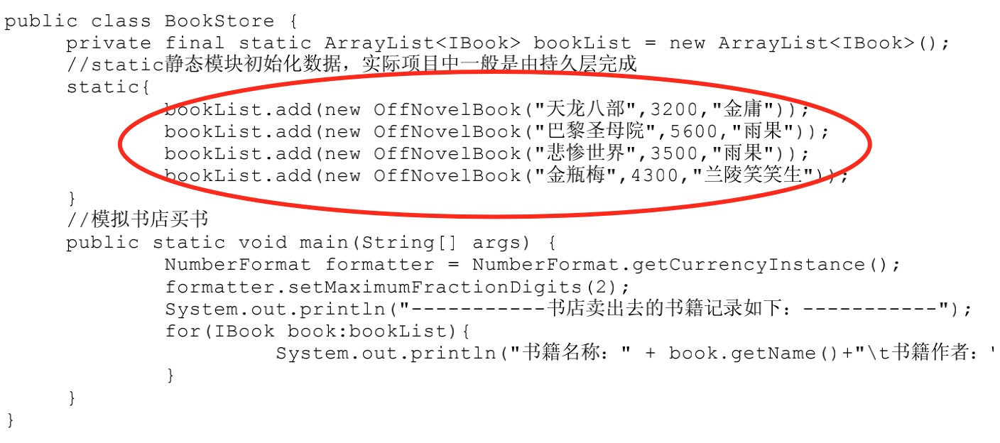 public class BookStore {
private final static ArrayList<IBook> bookList = new ArrayList<IBook>();
//static静态模块初始化数据，实际项目中一般是由持久层完成
static{
bookList.add(new OffNovelBook("天龙八部",3200,"金庸"));
bookList.add(new OffNovelBook("巴黎圣母院",5600,"雨果"));
bookList.add(new OffNovelBook("悲惨世界",3500,"雨果"));
bookList.add(new OffNovelBook("金瓶梅",4300,"兰陵笑笑生"));
}
//模拟书店买书
public static void main(String[] args) {
NumberFormat formatter = NumberFormat.getCurrencyInstance();
formatter.setMaximumFractionDigits(2);
System.out.println("-----------书店卖出去的书籍记录如下：-----------");
for(IBook book:bookList){
System.out.println("书籍名称：" + book.getName()+"\t书籍作者：
}
}
}